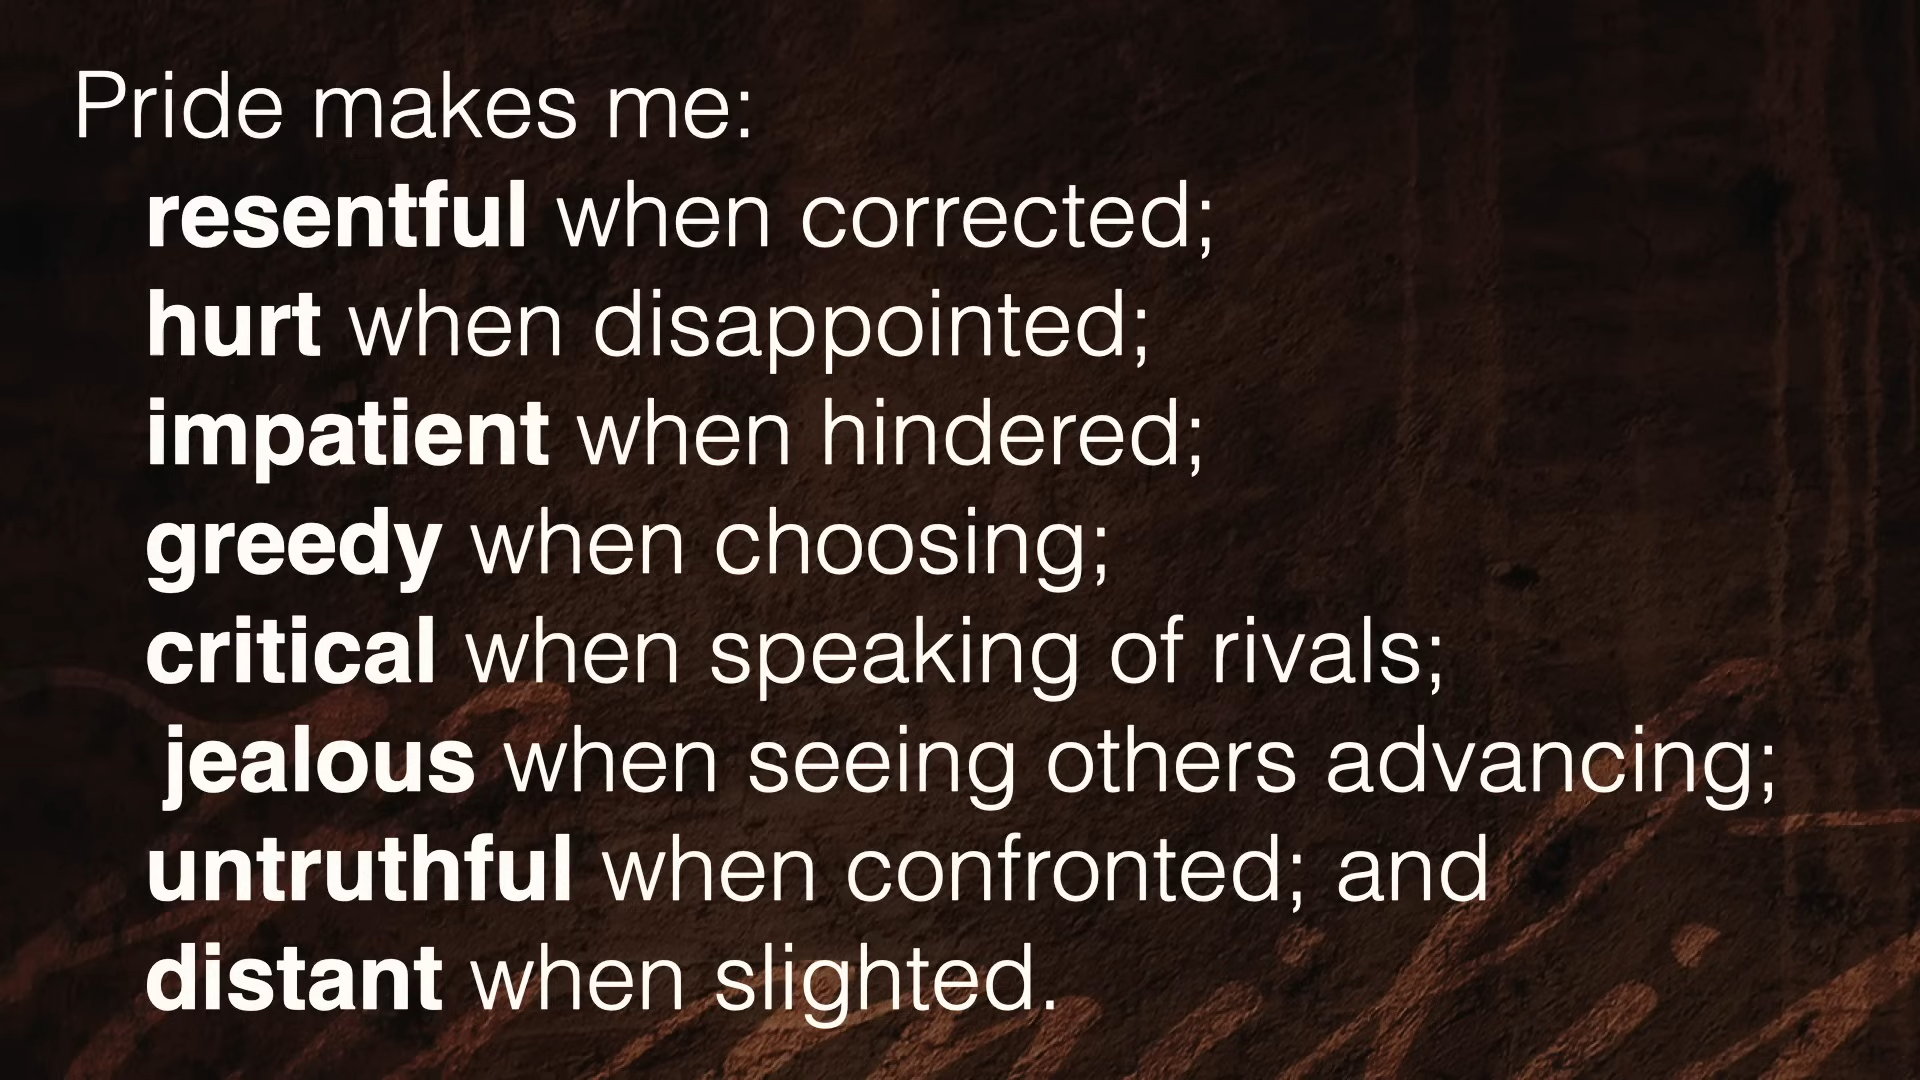 Pride makes me:
resentful when corrected;
hurt when disappointed;
impatient when hindered;
greedy when choosing;
critical when speaking of rivals;
jealous when seeing others advancing;
untruthful when confronted; and
distant when slighted.